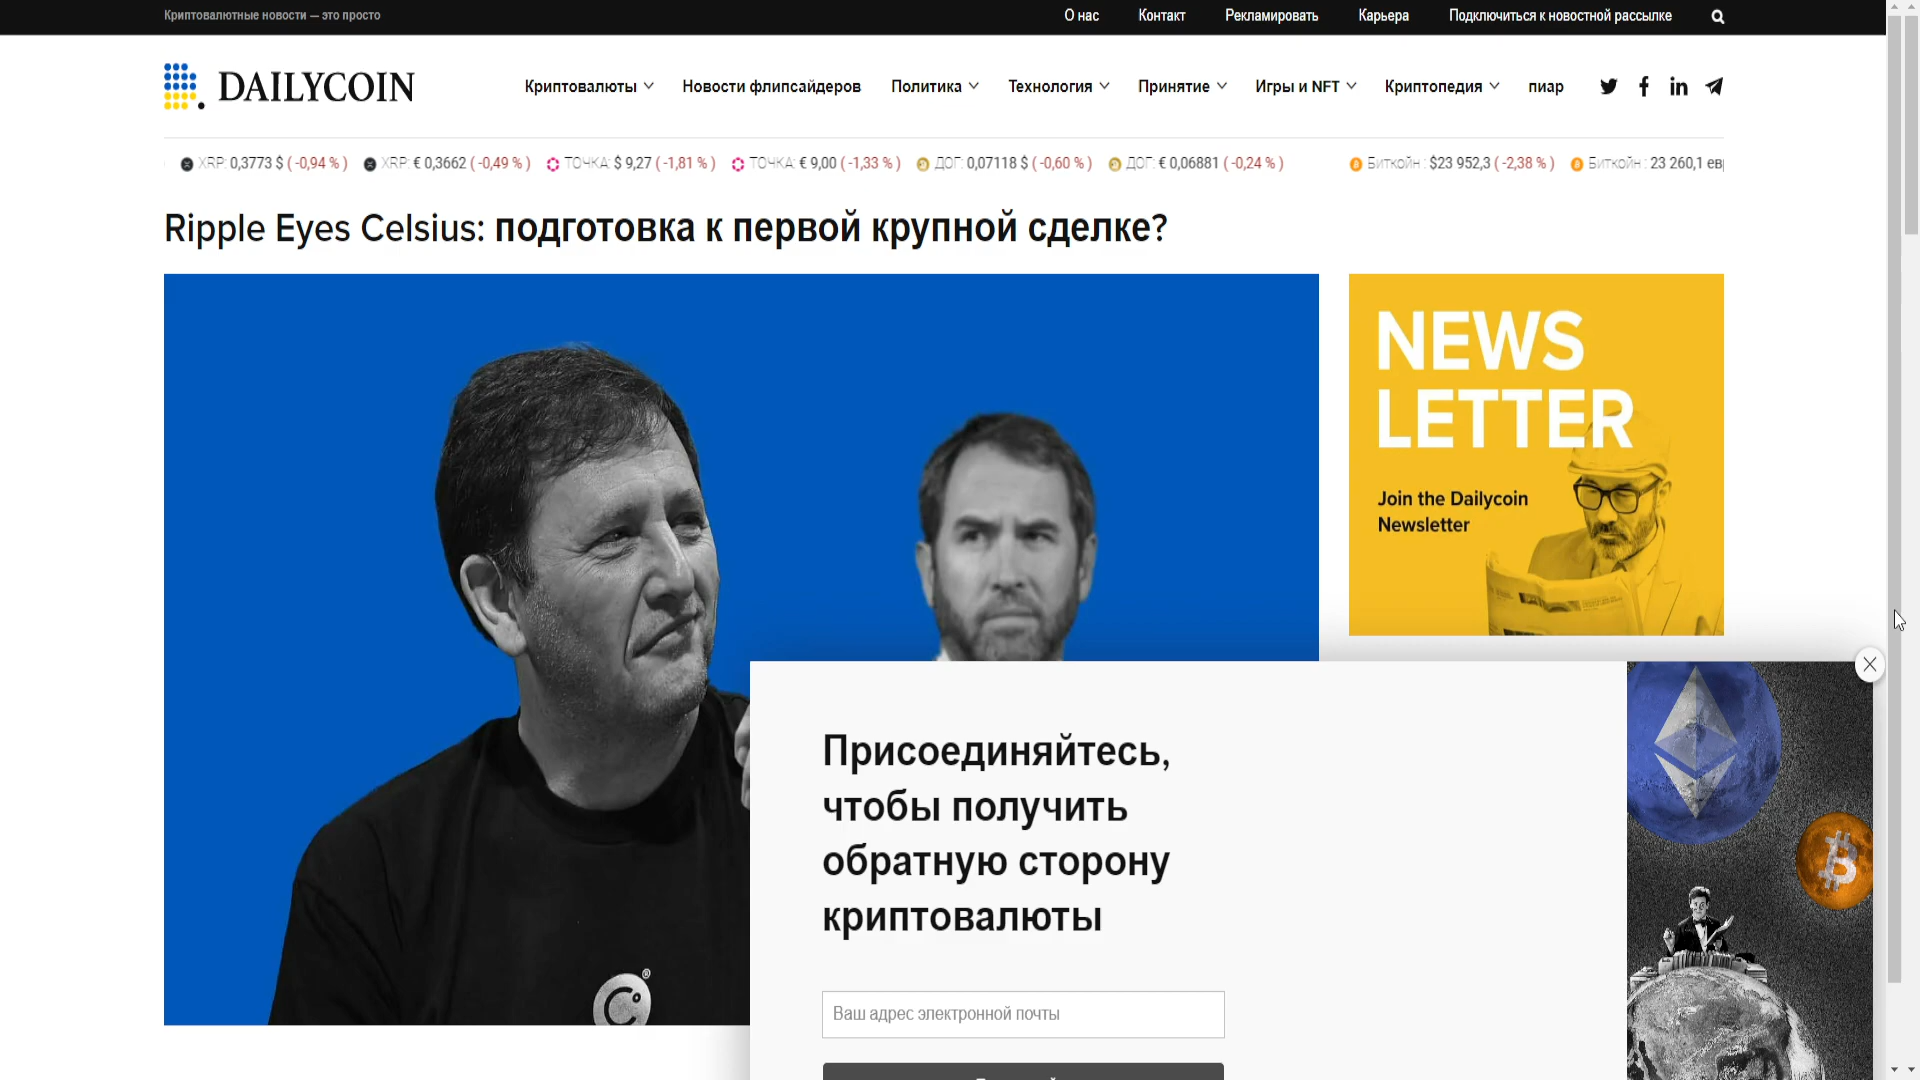 Криптовалютные новости — это просто
О нас Контакт Рекламировать Карьера Подключиться к новостной рассылке
DAILYCOIN
Криптовалюты Новости флипсайдеров Политика Технология Принятие Игры и NFT Криптопедия пиар
XRP: 0,3773 $ ( -0,94 % ) XRP: € 0,3662 ( -0,49 % ) ТОЧКА: $ 9,27 ( -1,81 % ) ТОЧКА: € 9,00 ( -1,33 % ) ДОГ: 0,07118 $ ( -0,60 % ) ДОГ: € 0,06881 ( -0,24 % ) Биткойн : $23 952,3 ( -2,38 % ) Биткойн : 23 260,1
Ripple Eyes Celsius: подготовка к первой крупной сделке?
NEWS
LETTER
Join the Dailycoin
Newsletter
Присоединяйтесь,
чтобы получить
обратную сторону
криптовалюты
Ваш адрес электронной почты